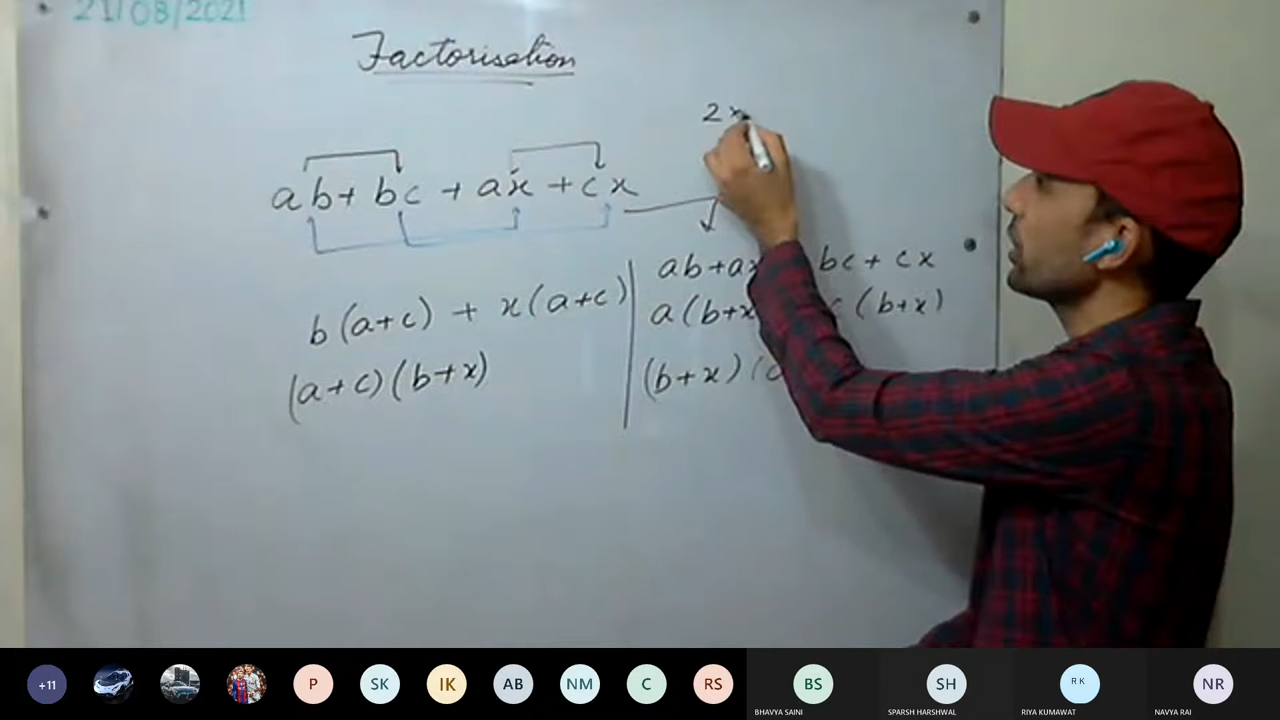 21/08/2021
Factorisation
2x
ab + bc + ax + cx
ab+ax bc + cx
b(a+c) + x(a+c)
a(b+x c (b+x)
(a+c)(b+x)
(b+x)(
+11
P
SK
IK
AB
NM
C
RS
BS
SH
RK
NR
BHAVYA SAINI
SPARSH HARSHWAL
RIYA KUMAWAT
NAVYA RAI